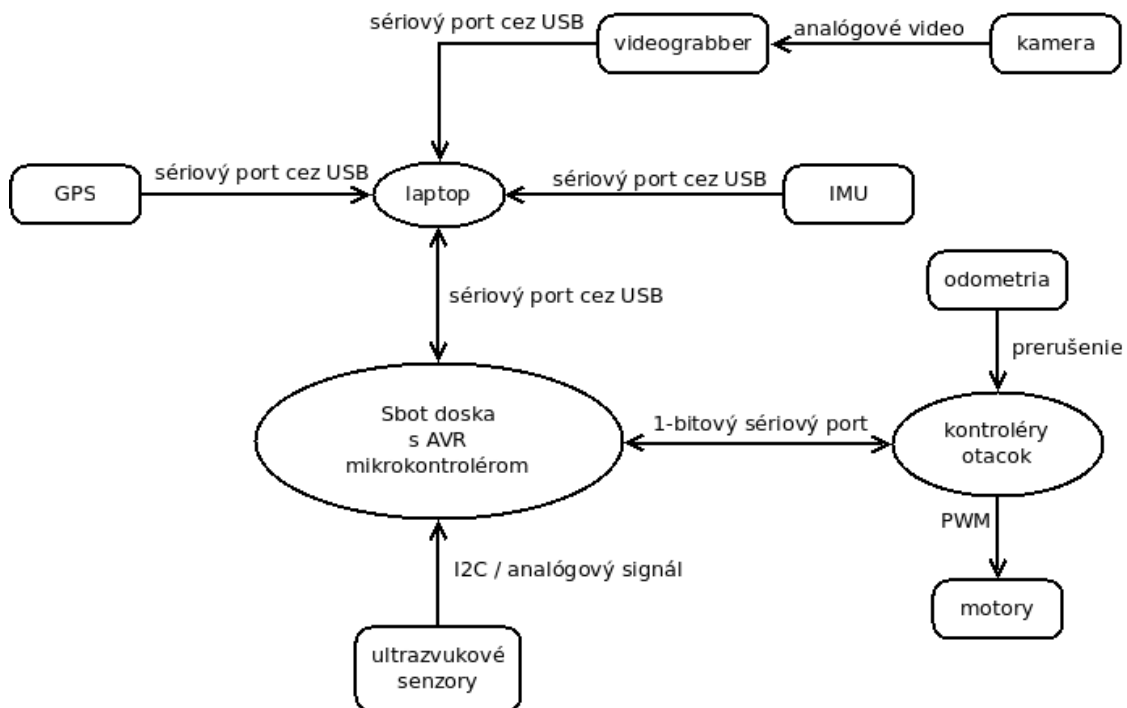 sériový port cez USB
videograbber
analógové video
kamera
GPS
sériový port cez USB
laptop
sériový port cez USB
IMU
sériový port cez USB
odometria
prerušenie
Sbot doska
s AVR
mikrokontrolérom
1-bitový sériový port
kontroléry
otacok
PWM
I2C / analógový signál
motory
ultrazvukové
senzory